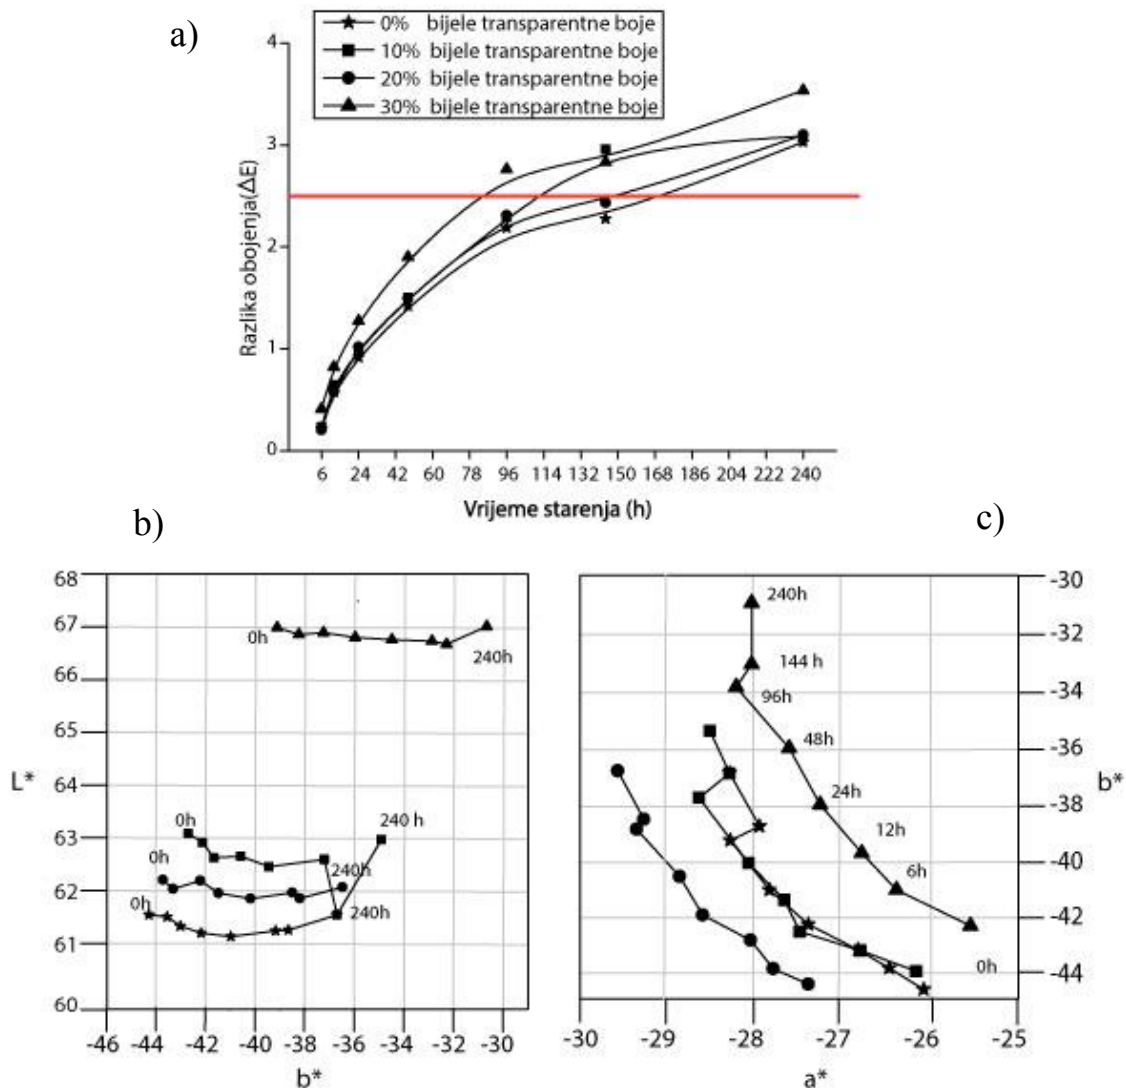 a)
0% bijele transparentne boje
10% bijele transparentne boje
20% bijele transparentne boje
30% bijele transparentne boje
4
3
2
1
0
Razlika obojenja(ΔE)
6 24 42 60 78 96 114 132 150 168 186 204 222 240
Vrijeme starenja (h)
b)
68
67
66
65
64
63
62
61
60
L*
0h
240h
0h
240 h
0h
240h
0h
240h
-46 -44 -42 -40 -38 -36 -34 -32 -30
b*
c)
240h
144 h
96h
48h
24h
12h
6h
0h
-30
-32
-34
-36
-38
-40
-42
-44
b*
-30 -29 -28 -27 -26 -25
a*